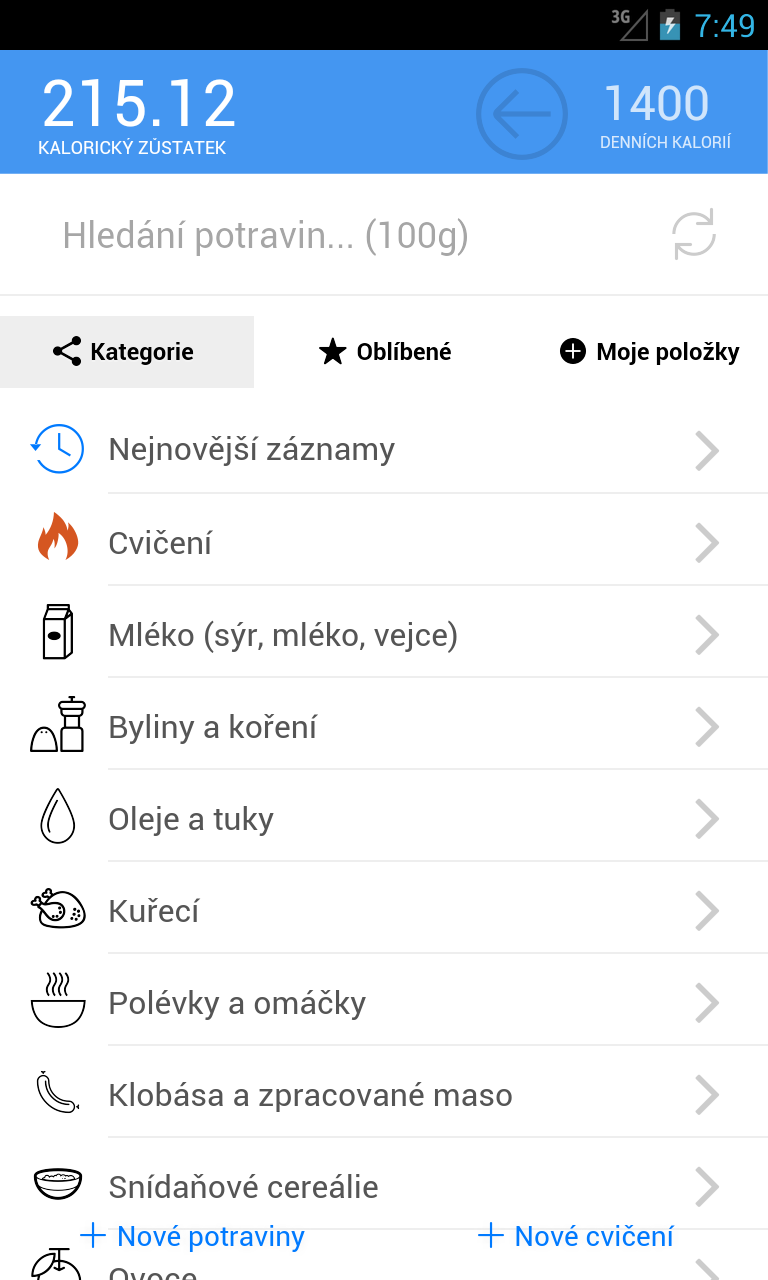 3G 7:49
215.12
KALORICKÝ ZŮSTATEK
1400
DENNÍCH KALORIÍ
Hledání potravin... (100g)
Kategorie
Oblíbené
Moje položky
Nejnovější záznamy
Cvičení
Mléko (sýr, mléko, vejce)
Byliny a koření
Oleje a tuky
Kuřecí
Polévky a omáčky
Klobása a zpracované maso
Snídaňové cereálie
Nové potraviny
Nové cvičení
Ovoce